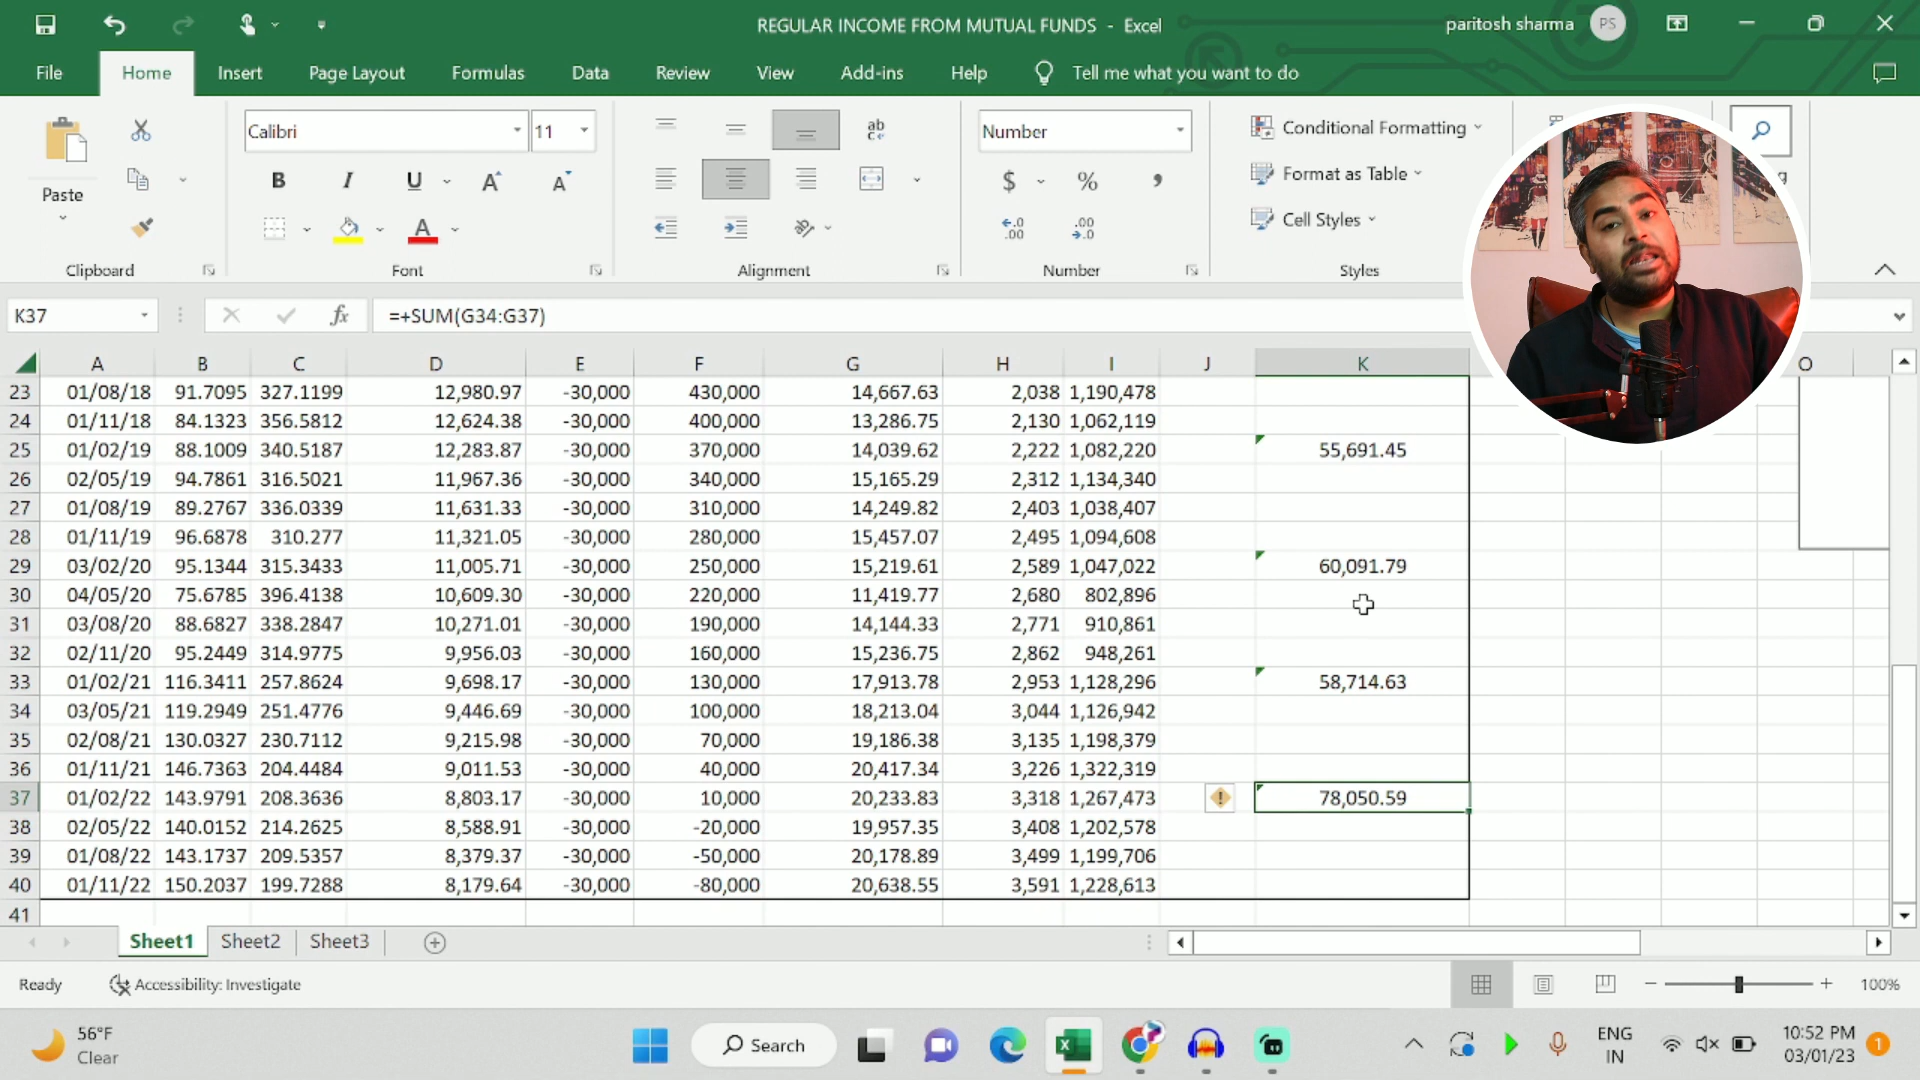 REGULAR INCOME FROM MUTUAL FUNDS - Excel
paritosh sharma PS
File Home Insert Page Layout Formulas Data Review View Add-ins Help Tell me what you want to do
Calibri 11 Number
Paste
B I U A A
ab
$ % ,
Conditional Formatting
Format as Table
Cell Styles
Clipboard Font Alignment Number Styles
K37 fx =+SUM(G34:G37)
A B C D E F G H I J K O
23 01/08/18 91.7095 327.1199 12,980.97 -30,000 430,000 14,667.63 2,038 1,190,478
24 01/11/18 84.1323 356.5812 12,624.38 -30,000 400,000 13,286.75 2,130 1,062,119
25 01/02/19 88.1009 340.5187 12,283.87 -30,000 370,000 14,039.62 2,222 1,082,220 55,691.45
26 02/05/19 94.7861 316.5021 11,967.36 -30,000 340,000 15,165.29 2,312 1,134,340
27 01/08/19 89.2767 336.0339 11,631.33 -30,000 310,000 14,249.82 2,403 1,038,407
28 01/11/19 96.6878 310.277 11,321.05 -30,000 280,000 15,457.07 2,495 1,094,608
29 03/02/20 95.1344 315.3433 11,005.71 -30,000 250,000 15,219.61 2,589 1,047,022 60,091.79
30 04/05/20 75.6785 396.4138 10,609.30 -30,000 220,000 11,419.77 2,680 802,896
31 03/08/20 88.6827 338.2847 10,271.01 -30,000 190,000 14,144.33 2,771 910,861
32 02/11/20 95.2449 314.9775 9,956.03 -30,000 160,000 15,236.75 2,862 948,261
33 01/02/21 116.3411 257.8624 9,698.17 -30,000 130,000 17,913.78 2,953 1,128,296 58,714.63
34 03/05/21 119.2949 251.4776 9,446.69 -30,000 100,000 18,213.04 3,044 1,126,942
35 02/08/21 130.0327 230.7112 9,215.98 -30,000 70,000 19,186.38 3,135 1,198,379
36 01/11/21 146.7363 204.4484 9,011.53 -30,000 40,000 20,417.34 3,226 1,322,319
37 01/02/22 143.9791 208.3636 8,803.17 -30,000 10,000 20,233.83 3,318 1,267,473 78,050.59
38 02/05/22 140.0152 214.2625 8,588.91 -30,000 -20,000 19,957.35 3,408 1,202,578
39 01/08/22 143.1737 209.5357 8,379.37 -30,000 -50,000 20,178.89 3,499 1,199,706
40 01/11/22 150.2037 199.7288 8,179.64 -30,000 -80,000 20,638.55 3,591 1,228,613
41
Sheet1 Sheet2 Sheet3
Ready Accessibility: Investigate 100%
56°F
Clear
Search
ENG
IN
10:52 PM
03/01/23
1